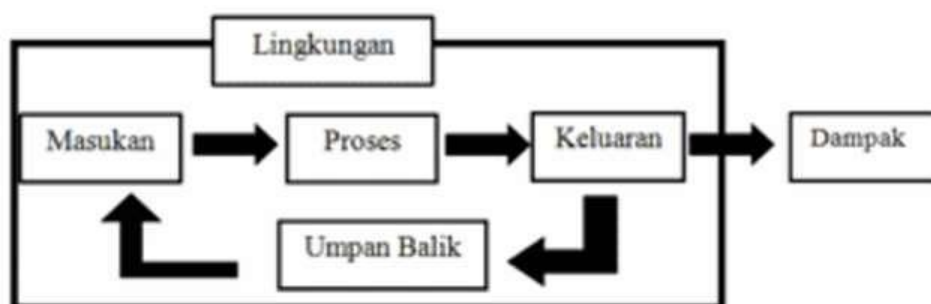 Lingkungan
Masukan
Proses
Keluaran
Dampak
Umpan Balik